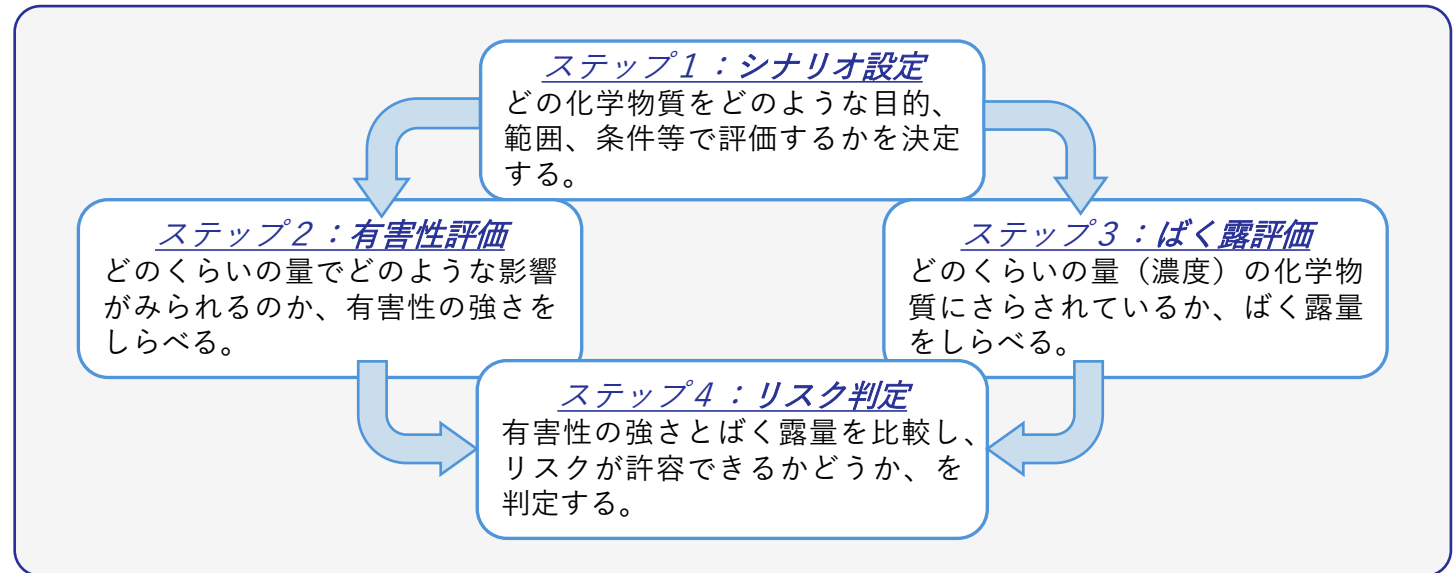 ステップ１：シナリオ設定
どの化学物質をどのような目的、
範囲、条件等で評価するかを決定
する。
ステップ２：有害性評価
どのくらいの量でどのような影響
がみられるのか、有害性の強さを
しらべる。
ステップ３：ばく露評価
どのくらいの量（濃度）の化学物
質にさらされているか、ばく露量
をしらべる。
ステップ４：リスク判定
有害性の強さとばく露量を比較し、
リスクが許容できるかどうか、を
判定する。